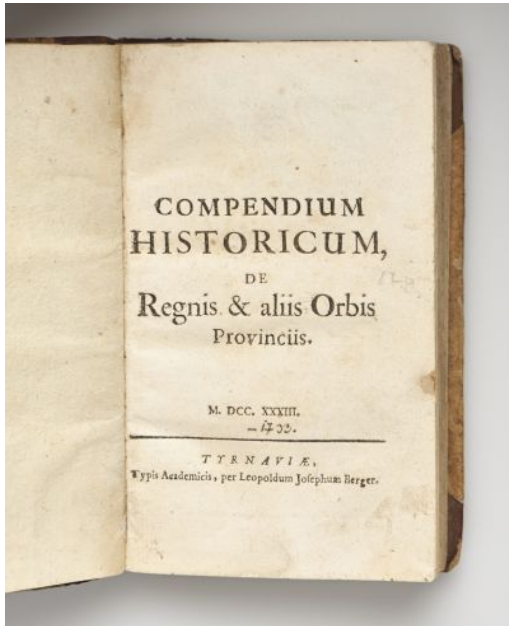 COMPENDIUM
HISTORICUM,
DE
Regnis & aliis Orbis
Provinciis.
M. DCC. XXXIII.
– 1733.
TYRNAVIÆ,
Typis Academicis, per Leopoldum Joſephum Berger.